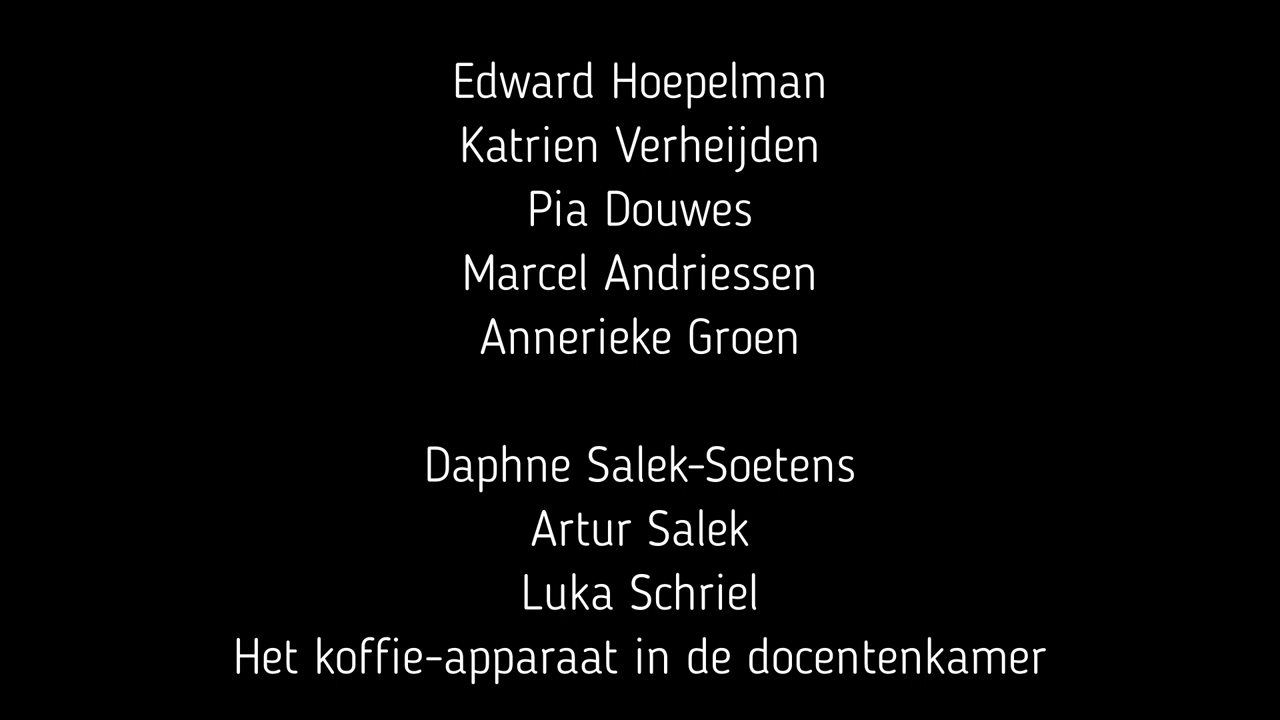 Edward Hoepelman
Katrien Verheijden
Pia Douwes
Marcel Andriessen
Annerieke Groen
Daphne Salek-Soetens
Artur Salek
Luka Schriel
Het koffie-apparaat in de docentenkamer